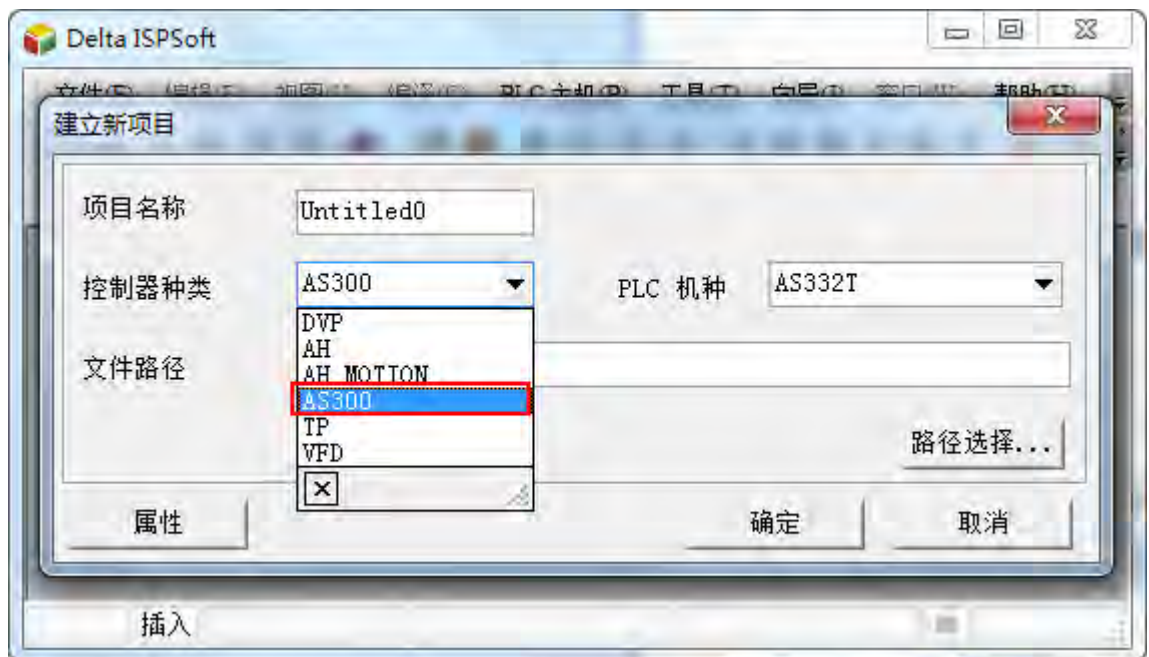 Delta ISPSoft
建立新项目
项目名称
Untitled0
控制器种类
AS300
PLC 机种
AS332T
DVP
AH
AH MOTION
AS300
TP
VFD
文件路径
路径选择...
属性
确定
取消
插入